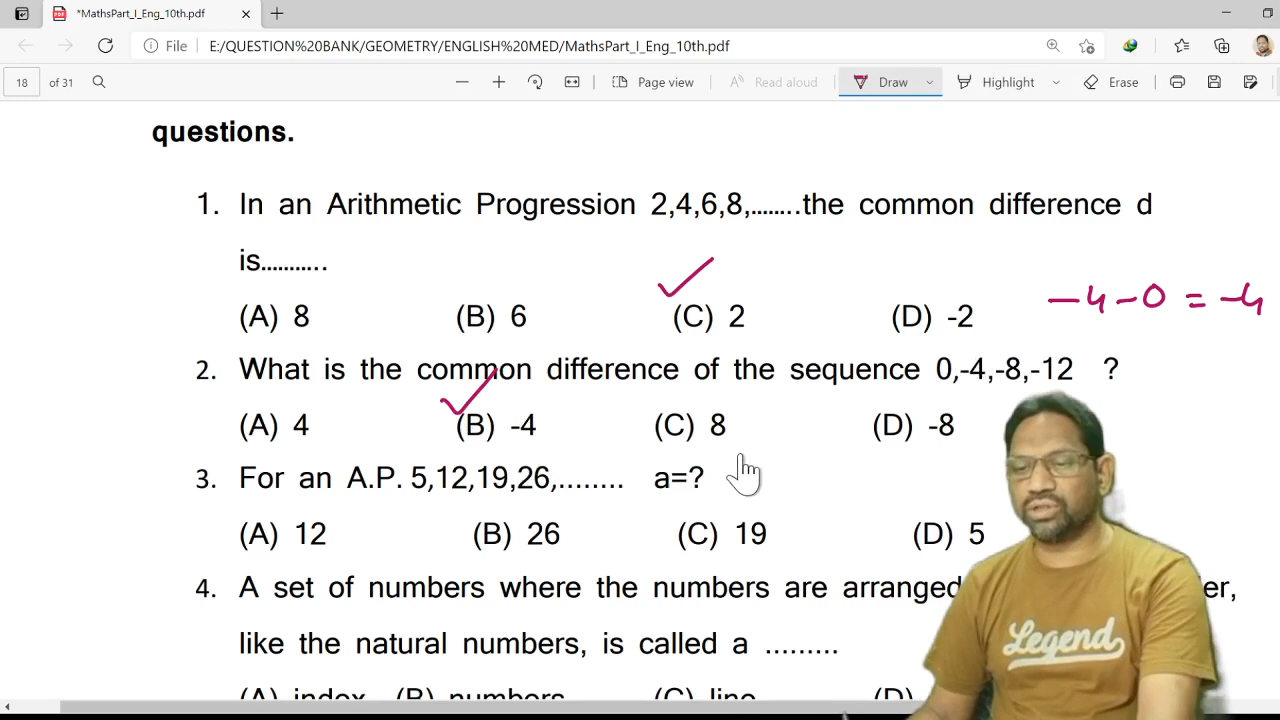 *MathsPart_I_Eng_10th.pdf
File E:/QUESTION%20BANK/GEOMETRY/ENGLISH%20MED/MathsPart_I_Eng_10th.pdf
18 of 31 Page view Read aloud Draw Highlight Erase
questions.
1. In an Arithmetic Progression 2,4,6,8,........the common difference d
is...........
(A) 8 (B) 6 (C) 2 (D) -2
-4-0 = -4
2. What is the common difference of the sequence 0,-4,-8,-12 ?
(A) 4 (B) -4 (C) 8 (D) -8
3. For an A.P. 5,12,19,26,........ a=?
(A) 12 (B) 26 (C) 19 (D) 5
4. A set of numbers where the numbers are arranged
like the natural numbers, is called a .........
(A) index (B) numbers (C) line (D)
Legend